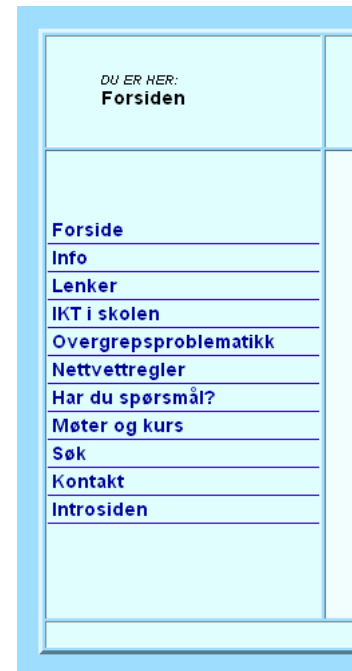 DU ER HER:
Forsiden
Forside
Info
Lenker
IKT i skolen
Overgrepsproblematikk
Nettvettregler
Har du spørsmål?
Møter og kurs
Søk
Kontakt
Introsiden